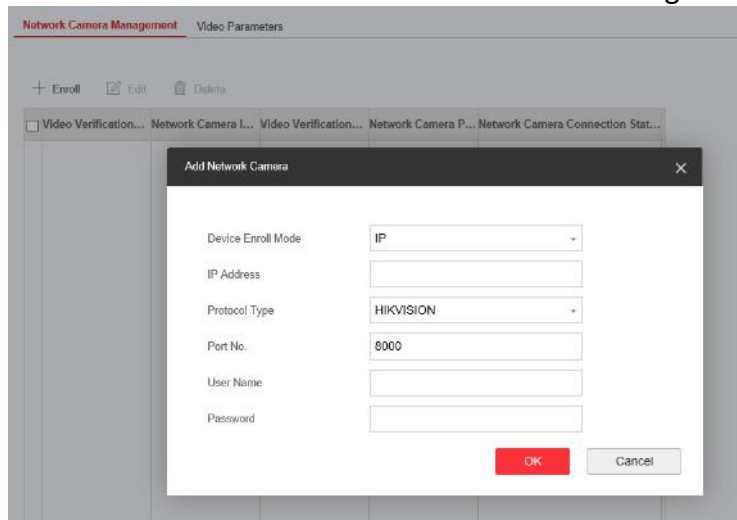 Network Camera Management Video Parameters
Enroll Edit Delete
Video Verification... Network Camera I... Video Verification... Network Camera P... Network Camera Connection Stat...
Add Network Camera
Device Enroll Mode IP
IP Address
Protocol Type HIKVISION
Port No. 8000
User Name
Password
OK Cancel